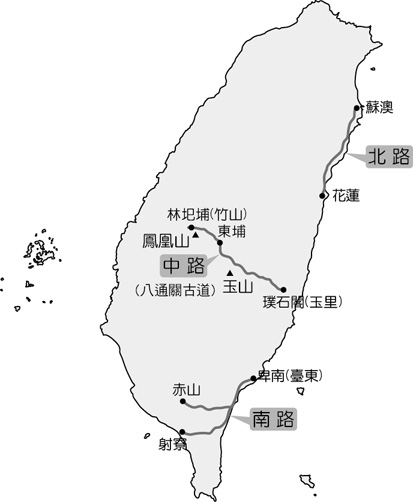 蘇澳
北路
花蓮
林圯埔(竹山)
鳳凰山
東埔
中路
(八通關古道)
玉山
璞石閣(玉里)
卑南(臺東)
赤山
南路
射寮